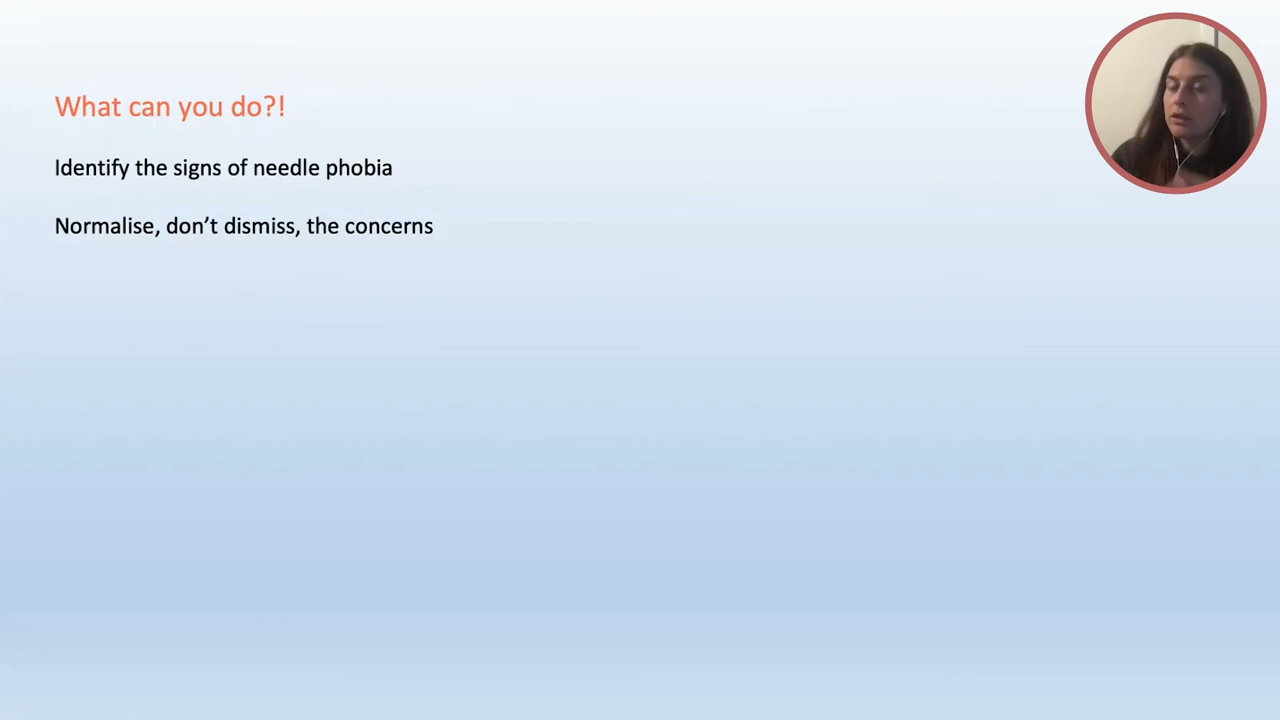 What can you do?!
Identify the signs of needle phobia
Normalise, don’t dismiss, the concerns